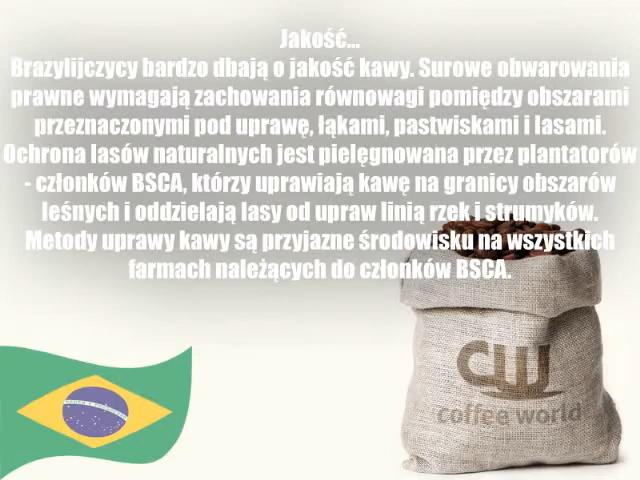 Jakość...
Brazylijczycy bardzo dbają o jakość kawy. Surowe obwarowania
prawne wymagają zachowania równowagi pomiędzy obszarami
przeznaczonymi pod uprawę, łąkami, pastwiskami i lasami.
Ochrona lasów naturalnych jest pielęgnowana przez plantatorów
- członków BSCA, którzy uprawiają kawę na granicy obszarów
leśnych i oddzielają lasy od upraw linią rzek i strumyków.
Metody uprawy kawy są przyjazne środowisku na wszystkich
farmach należących do członków BSCA.
CW
coffee world